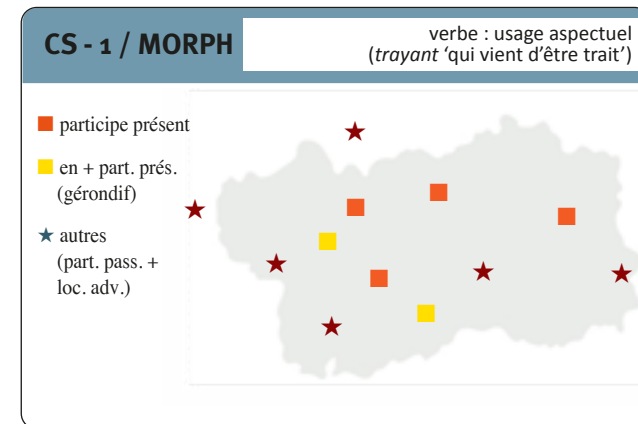 CS - 1 / MORPH
verbe : usage aspectuel
(trayant ‘qui vient d’être trait’)
participe présent
en + part. prés.
(gérondif)
autres
(part. pass. +
loc. adv.)